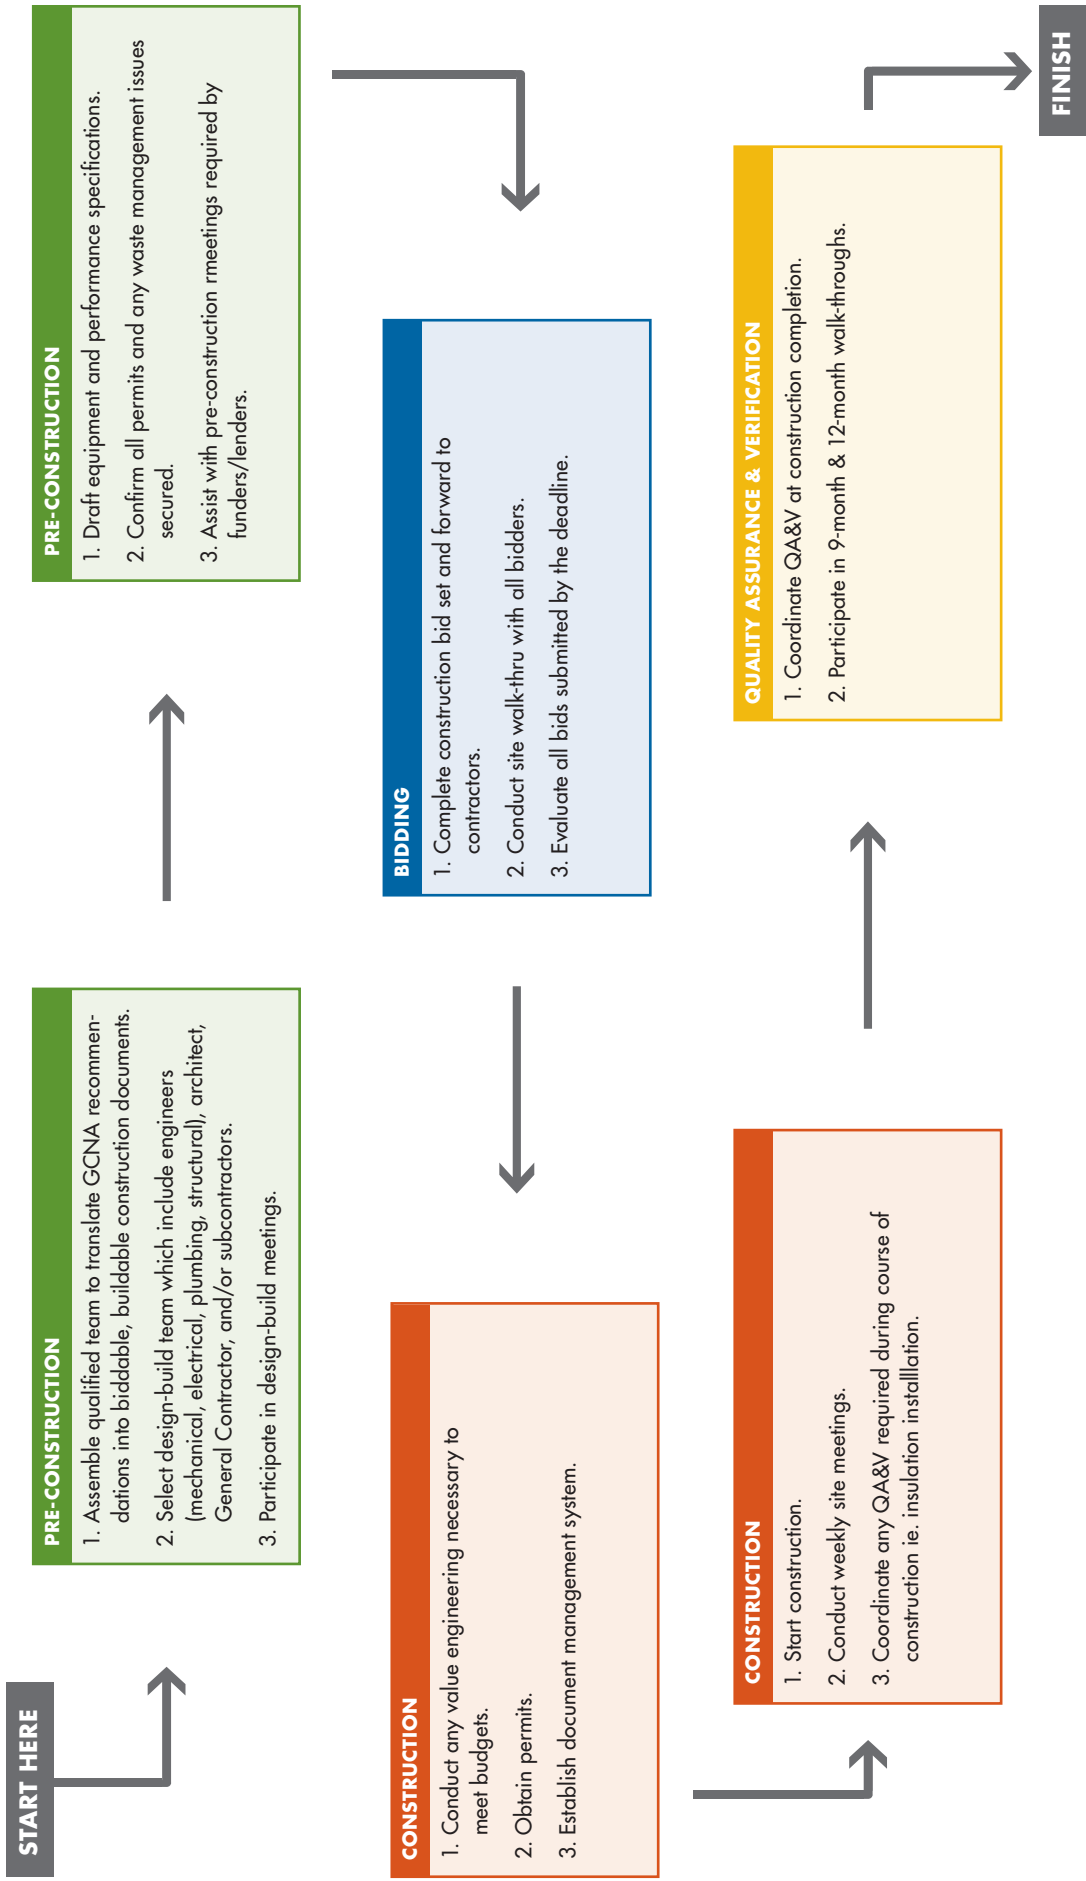 START HERE
PRE-CONSTRUCTION
1. Assemble qualified team to translate GCNA recommen-
dations into biddable, buildable construction documents.
2. Select design-build team which include engineers
(mechanical, electrical, plumbing, structural), architect,
General Contractor, and/or subcontractors.
3. Participate in design-build meetings.
PRE-CONSTRUCTION
1. Draft equipment and performance specifications.
2. Confirm all permits and any waste management issues
secured.
3. Assist with pre-construction rmeetings required by
funders/lenders.
BIDDING
1. Complete construction bid set and forward to
contractors.
2. Conduct site walk-thru with all bidders.
3. Evaluate all bids submitted by the deadline.
CONSTRUCTION
1. Conduct any value engineering necessary to
meet budgets.
2. Obtain permits.
3. Establish document management system.
CONSTRUCTION
1. Start construction.
2. Conduct weekly site meetings.
3. Coordinate any QA&V required during course of
construction ie. insulation installlation.
QUALITY ASSURANCE & VERIFICATION
1. Coordinate QA&V at construction completion.
2. Participate in 9-month & 12-month walk-throughs.
FINISH